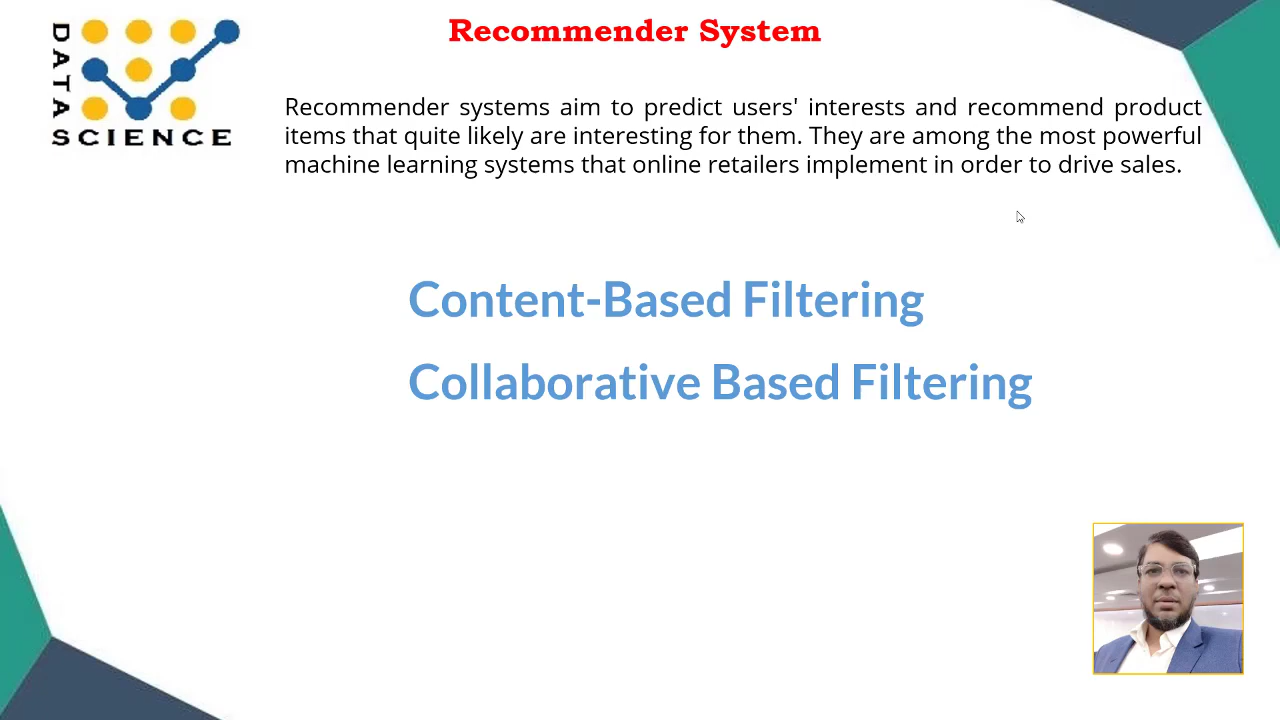 DATA
SCIENCE
Recommender System
Recommender systems aim to predict users' interests and recommend product
items that quite likely are interesting for them. They are among the most powerful
machine learning systems that online retailers implement in order to drive sales.
Content-Based Filtering
Collaborative Based Filtering